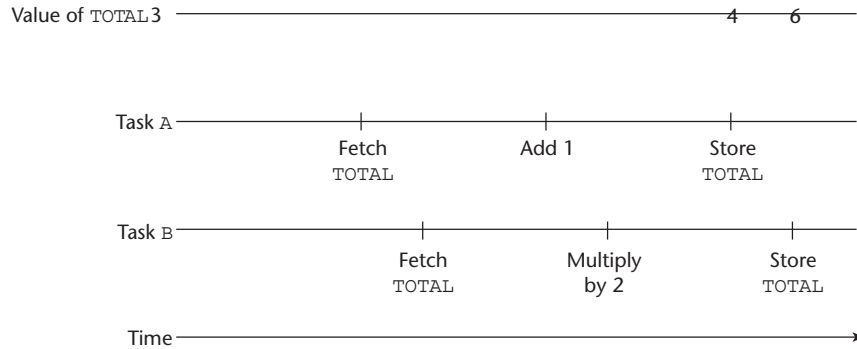 Value of TOTAL 3 4 6
Task A
Fetch Add 1 Store
TOTAL TOTAL
Task B
Fetch Multiply Store
TOTAL by 2 TOTAL
Time